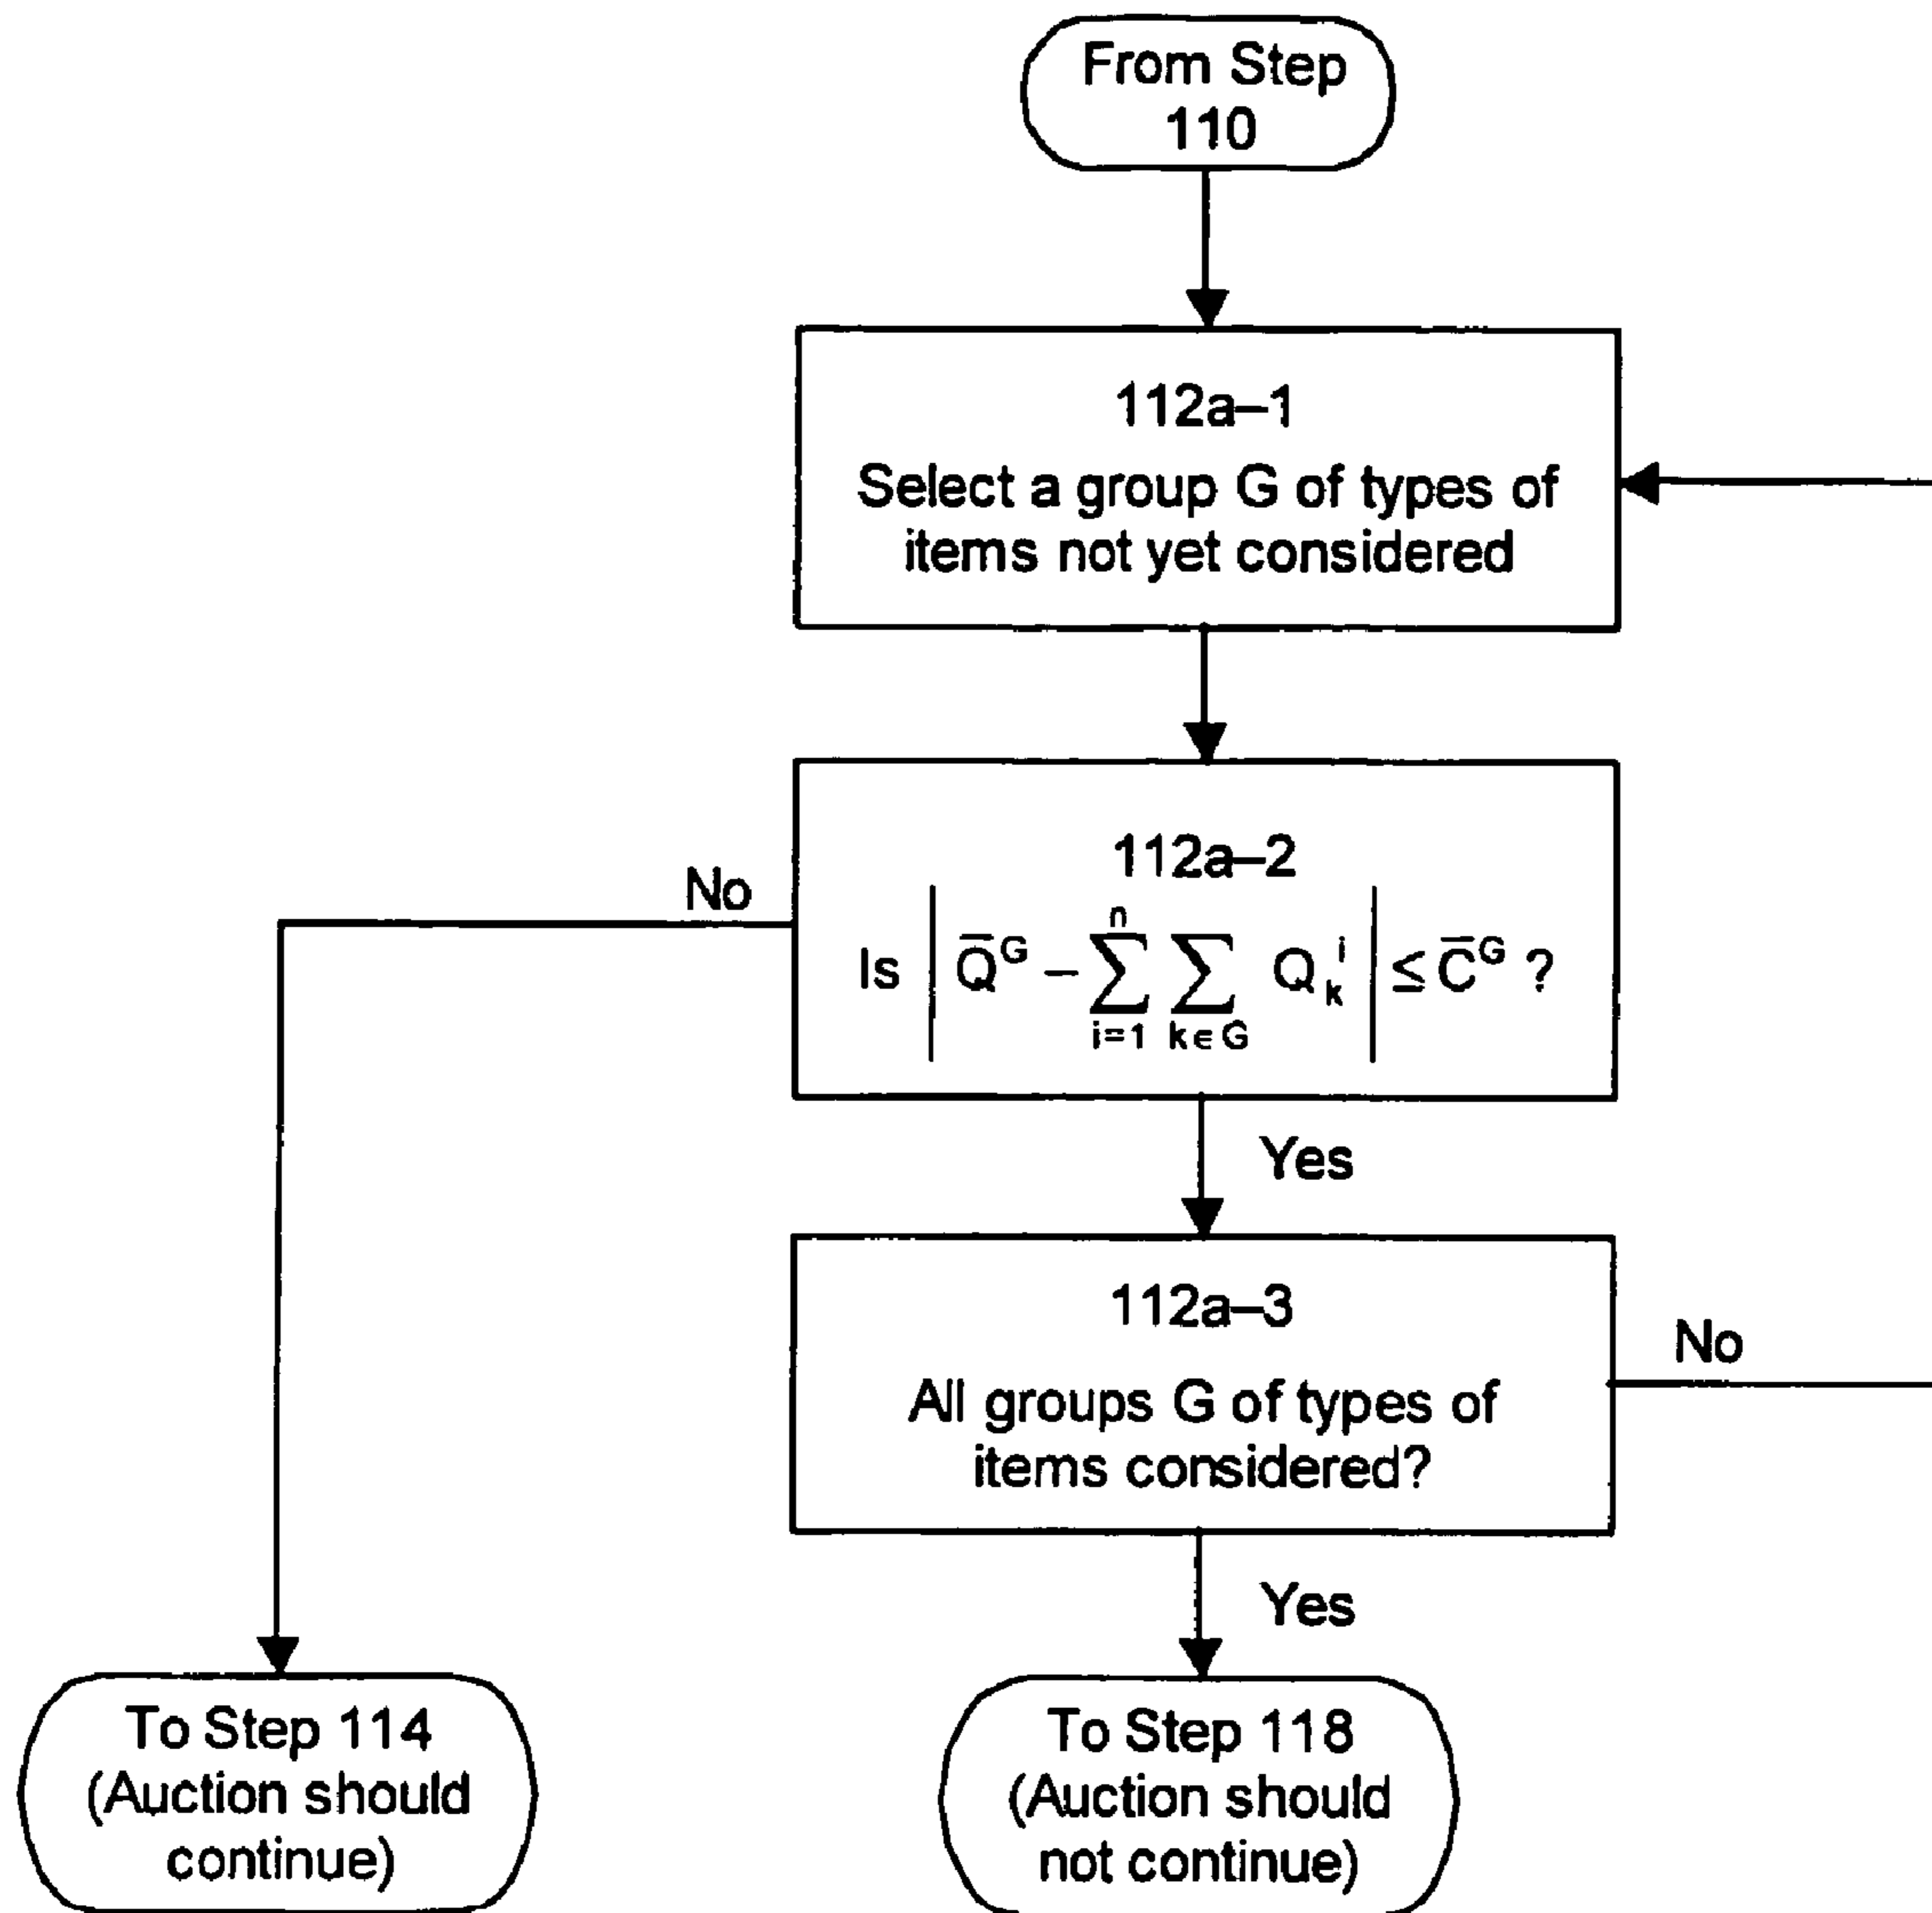 From Step
110
112a–1
Select a group G of types of
items not yet considered
112a–2
No
Is | Q̅^G – ∑_{i=1}^{n} ∑_{k∈G} Q_k^i | ≤ C̅^G ?
Yes
112a–3
No
All groups G of types of
items considered?
Yes
To Step 114
(Auction should
continue)
To Step 118
(Auction should
not continue)